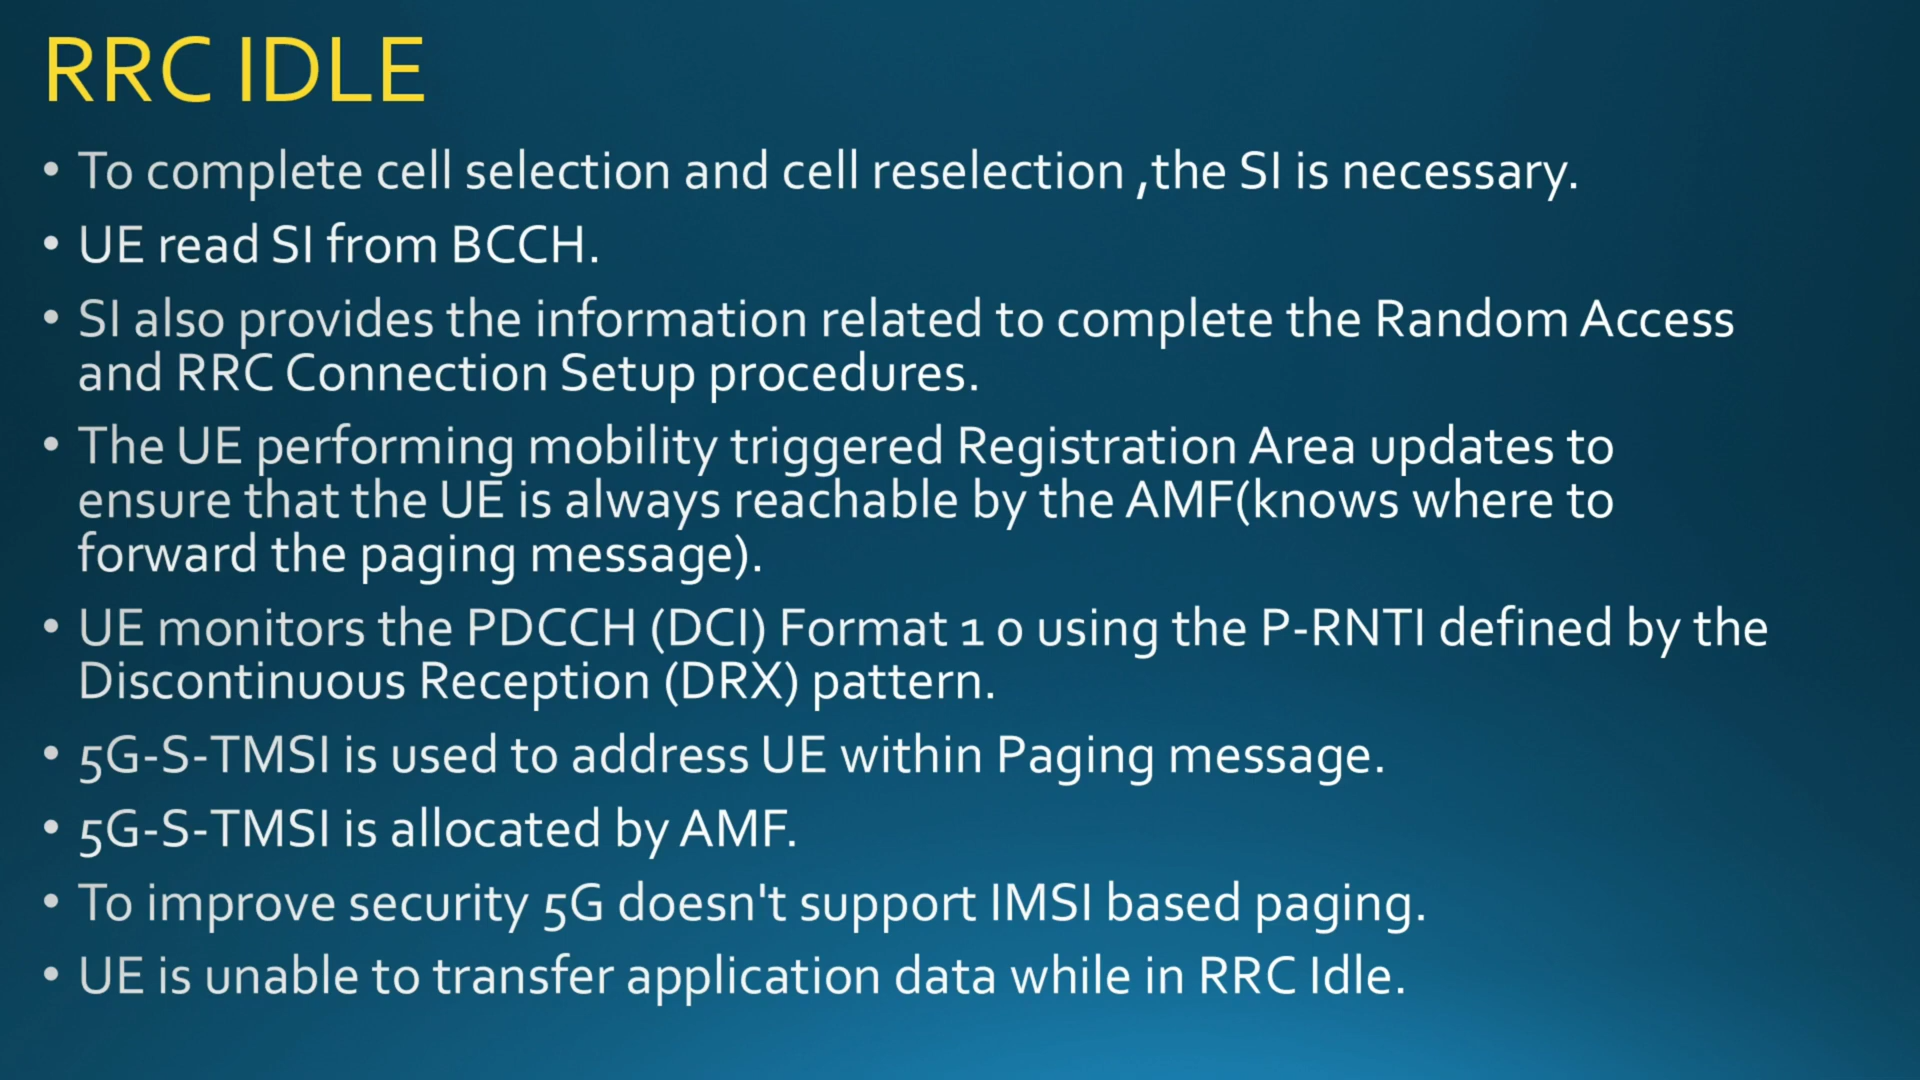 RRC IDLE
• To complete cell selection and cell reselection ,the SI is necessary.
• UE read SI from BCCH.
• SI also provides the information related to complete the Random Access
and RRC Connection Setup procedures.
• The UE performing mobility triggered Registration Area updates to
ensure that the UE is always reachable by the AMF(knows where to
forward the paging message).
• UE monitors the PDCCH (DCI) Format 1 0 using the P-RNTI defined by the
Discontinuous Reception (DRX) pattern.
• 5G-S-TMSI is used to address UE within Paging message.
• 5G-S-TMSI is allocated by AMF.
• To improve security 5G doesn't support IMSI based paging.
• UE is unable to transfer application data while in RRC Idle.